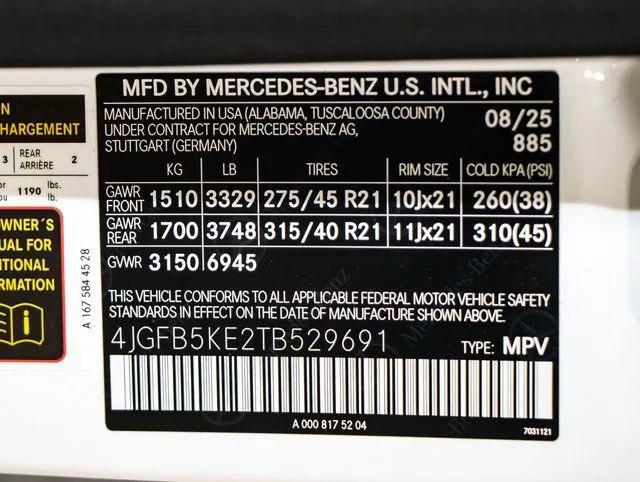 MFD BY MERCEDES-BENZ U.S. INTL., INC
MANUFACTURED IN USA (ALABAMA, TUSCALOOSA COUNTY)
UNDER CONTRACT FOR MERCEDES-BENZ AG,
STUTTGART (GERMANY)
08/25
885
KG LB TIRES RIM SIZE COLD KPA (PSI)
GAWR FRONT 1510 3329 275/45 R21 10Jx21 260(38)
GAWR REAR 1700 3748 315/40 R21 11Jx21 310(45)
GVWR 3150 6945
THIS VEHICLE CONFORMS TO ALL APPLICABLE FEDERAL MOTOR VEHICLE SAFETY
STANDARDS IN EFFECT ON THE DATE OF MANUFACTURE SHOWN ABOVE.
4JGFB5KE2TB529691 TYPE: MPV
A 000 817 52 04
7031121
N
HARGEMENT
3 REAR ARRIÈRE 2
or ou 1190 lbs. lb.
OWNER´S
UAL FOR
ITIONAL
RMATION
A 167 584 45 28